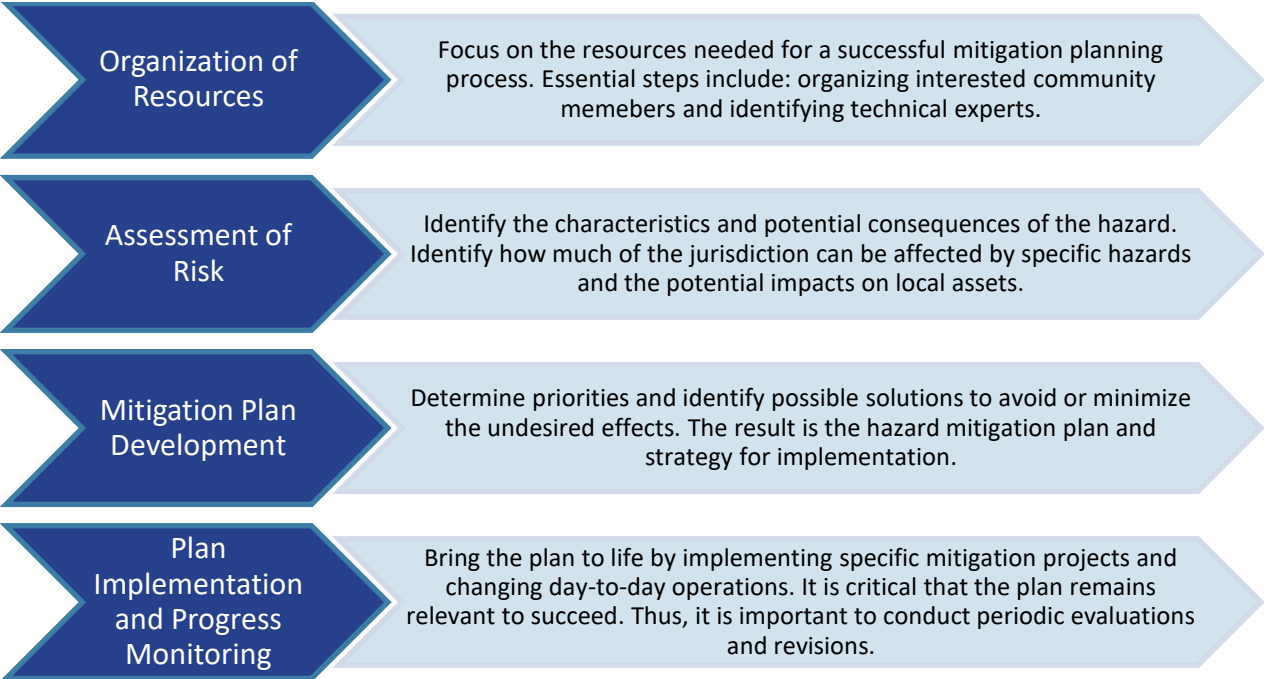 Organization of
Resources
Focus on the resources needed for a successful mitigation planning
process. Essential steps include: organizing interested community
memebers and identifying technical experts.
Assessment of
Risk
Identify the characteristics and potential consequences of the hazard.
Identify how much of the jurisdiction can be affected by specific hazards
and the potential impacts on local assets.
Mitigation Plan
Development
Determine priorities and identify possible solutions to avoid or minimize
the undesired effects. The result is the hazard mitigation plan and
strategy for implementation.
Plan
Implementation
and Progress
Monitoring
Bring the plan to life by implementing specific mitigation projects and
changing day-to-day operations. It is critical that the plan remains
relevant to succeed. Thus, it is important to conduct periodic evaluations
and revisions.